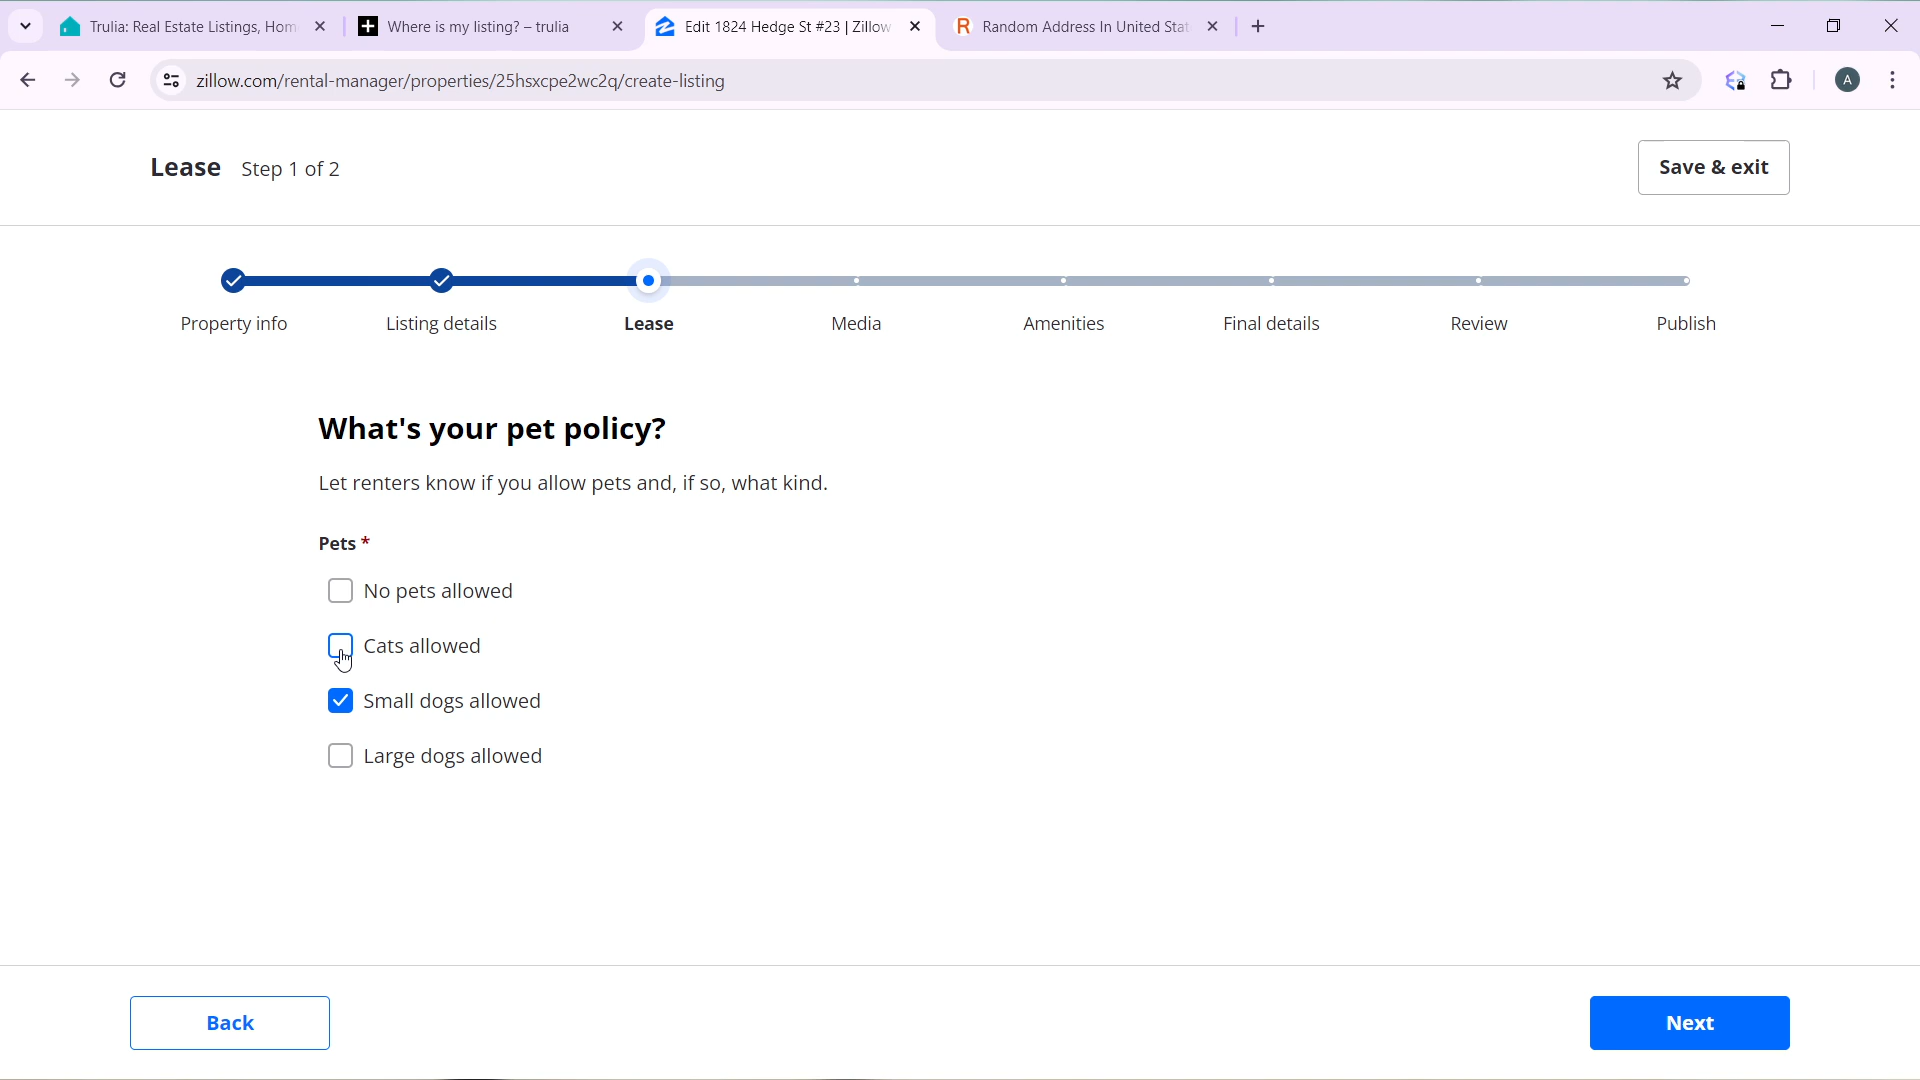 Trulia: Real Estate Listings, Hom
Where is my listing? – trulia
Edit 1824 Hedge St #23 | Zillow
Random Address In United Stat
zillow.com/rental-manager/properties/25hsxcpe2wc2q/create-listing
A
Lease Step 1 of 2
Save & exit
Property info
Listing details
Lease
Media
Amenities
Final details
Review
Publish
What's your pet policy?
Let renters know if you allow pets and, if so, what kind.
Pets *
No pets allowed
Cats allowed
Small dogs allowed
Large dogs allowed
Back
Next